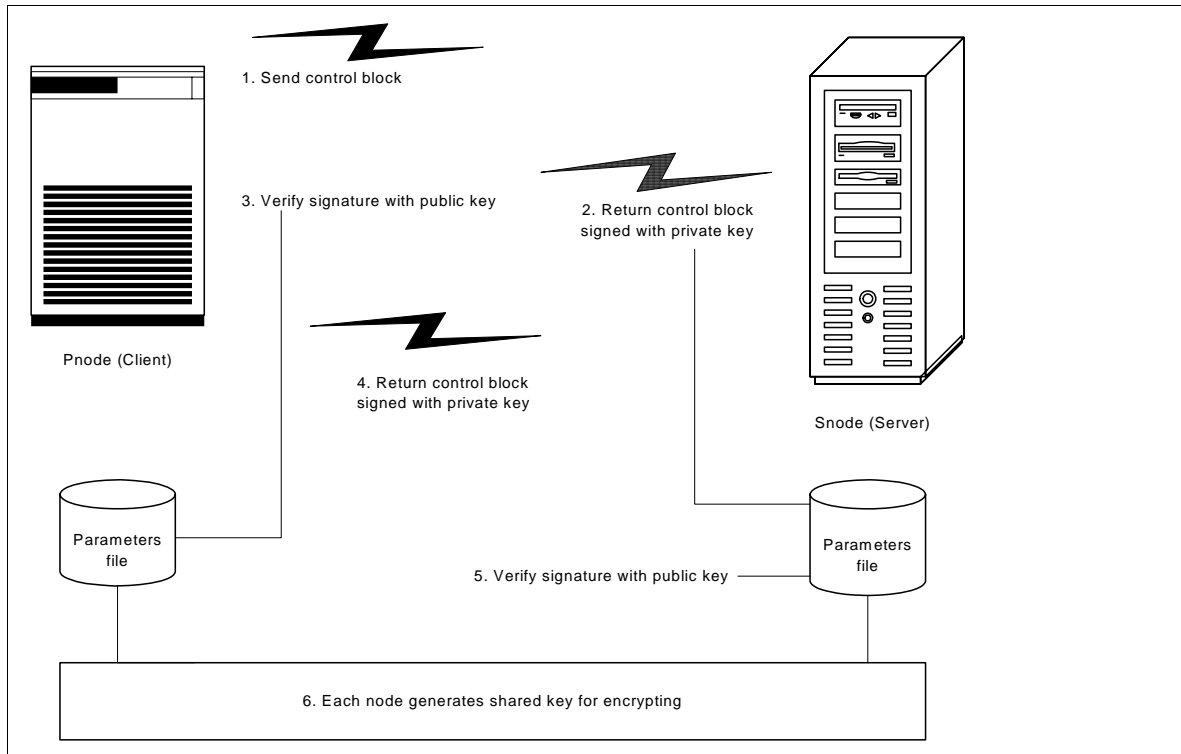 1. Send control block
3. Verify signature with public key
2. Return control block
signed with private key
Pnode (Client)
4. Return control block
signed with private key
Snode (Server)
Parameters
file
Parameters
file
5. Verify signature with public key
6. Each node generates shared key for encrypting